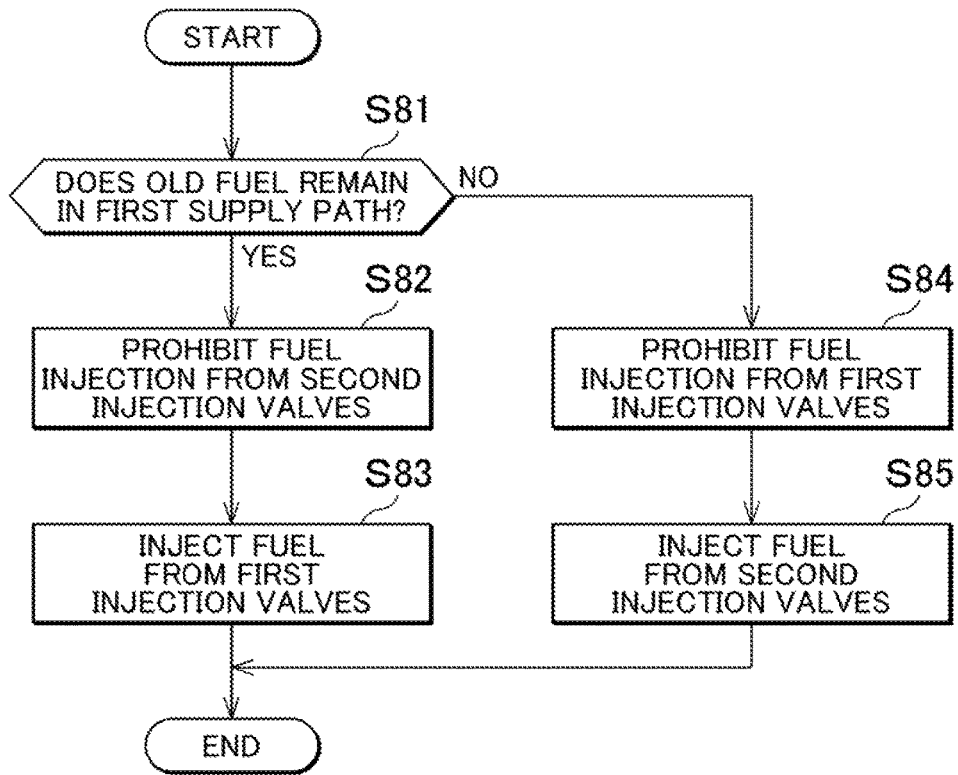 START
S81
DOES OLD FUEL REMAIN
IN FIRST SUPPLY PATH?
NO
YES
S82
PROHIBIT FUEL
INJECTION FROM SECOND
INJECTION VALVES
S84
PROHIBIT FUEL
INJECTION FROM FIRST
INJECTION VALVES
S83
INJECT FUEL
FROM FIRST
INJECTION VALVES
S85
INJECT FUEL
FROM SECOND
INJECTION VALVES
END